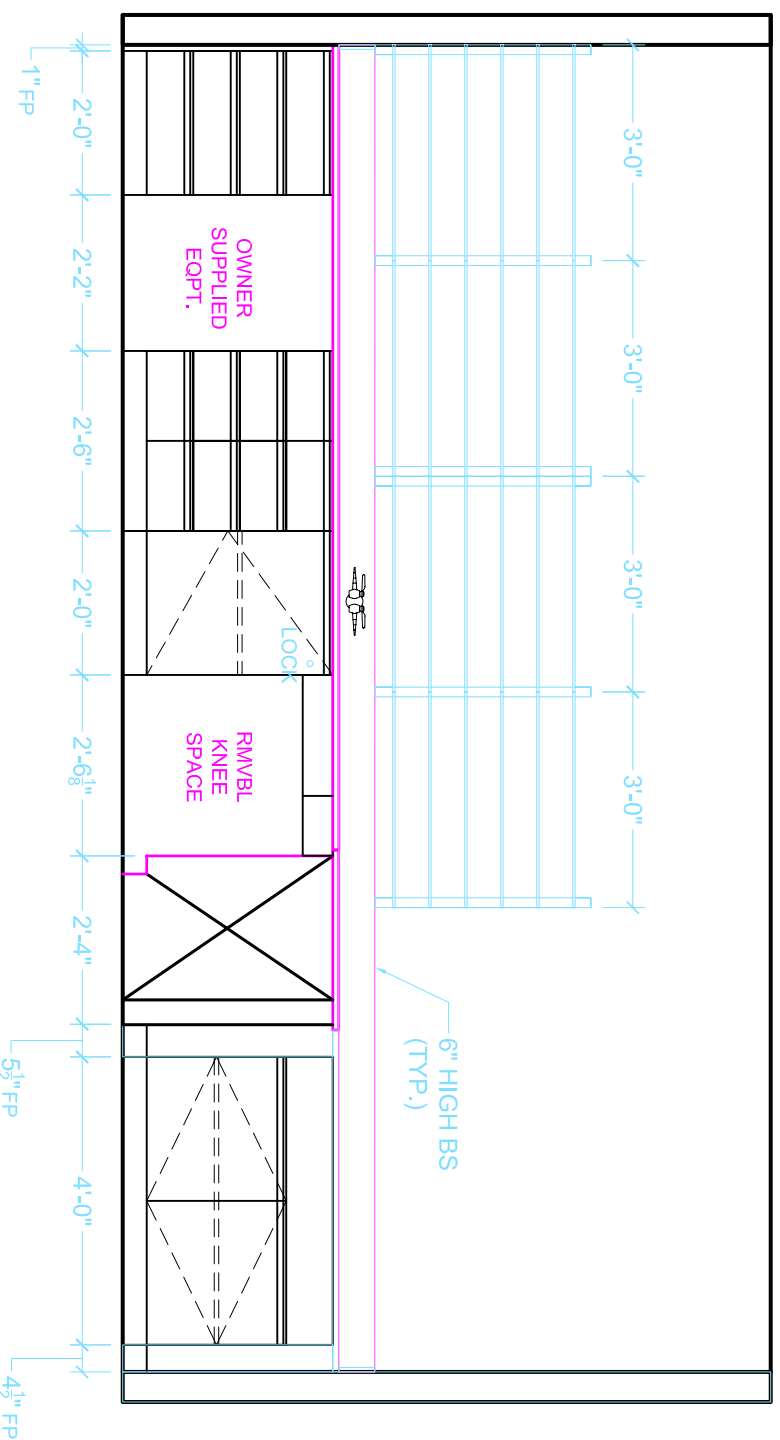 3'-0"
3'-0"
3'-0"
3'-0"
6" HIGH BS
(TYP.)
LOCK
OWNER
SUPPLIED
EQPT.
RMVBL
KNEE
SPACE
2'-0"
2'-2"
2'-6"
2'-0"
2'-6⅛"
2'-4"
4'-0"
1" FP
5½" FP
4½" FP